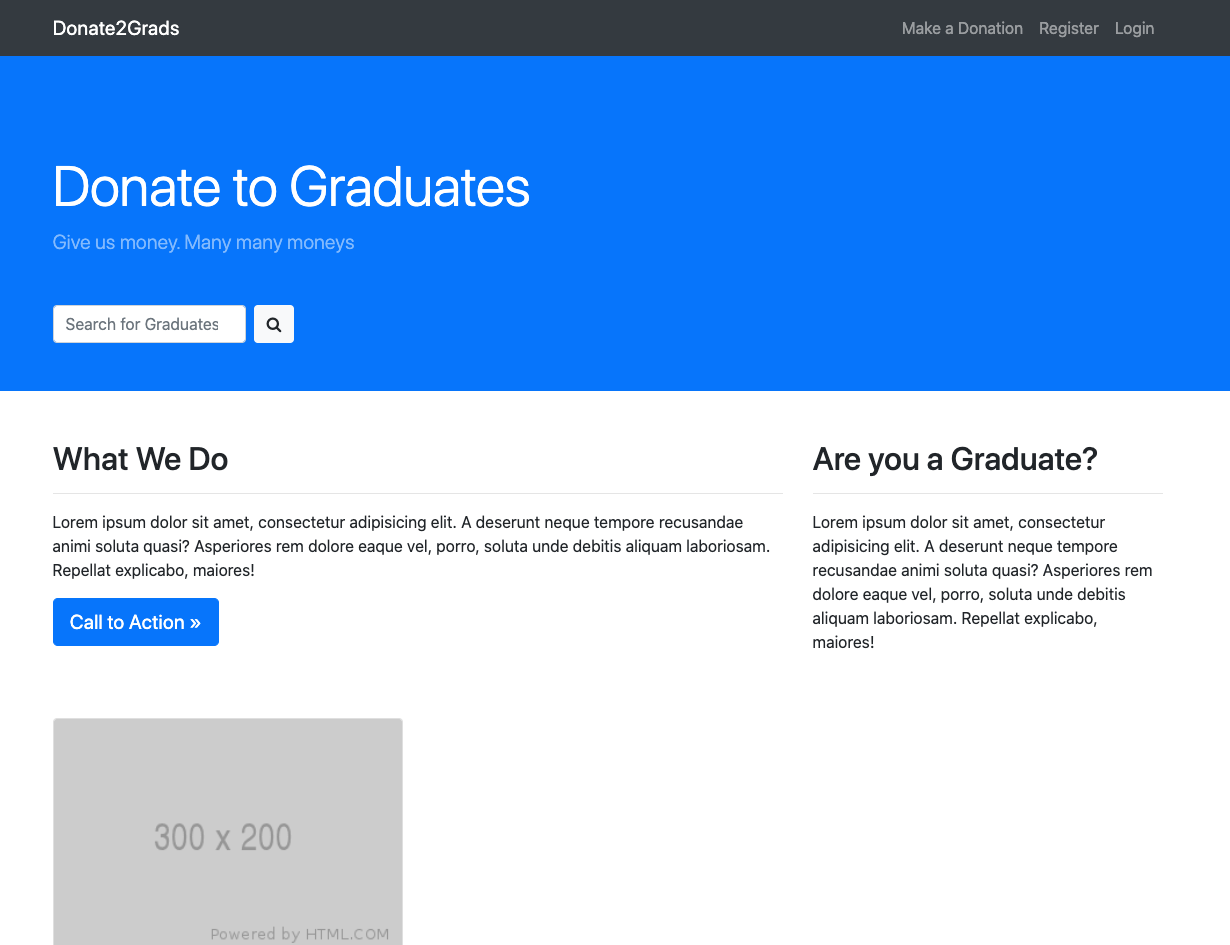 Donate2Grads
Make a Donation Register Login
Donate to Graduates
Give us money. Many many moneys
Search for Graduates
What We Do
Lorem ipsum dolor sit amet, consectetur adipisicing elit. A deserunt neque tempore recusandae
animi soluta quasi? Asperiores rem dolore eaque vel, porro, soluta unde debitis aliquam laboriosam.
Repellat explicabo, maiores!
Call to Action »
Are you a Graduate?
Lorem ipsum dolor sit amet, consectetur
adipisicing elit. A deserunt neque tempore
recusandae animi soluta quasi? Asperiores rem
dolore eaque vel, porro, soluta unde debitis
aliquam laboriosam. Repellat explicabo,
maiores!
300 x 200
Powered by HTML.COM